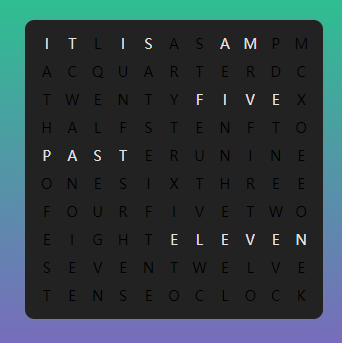 I T L I S A S A M P M
A C Q U A R T E R D C
T W E N T Y F I V E X
H A L F S T E N F T O
P A S T E R U N I N E
O N E S I X T H R E E
F O U R F I V E T W O
E I G H T E L E V E N
S E V E N T W E L V E
T E N S E O C L O C K